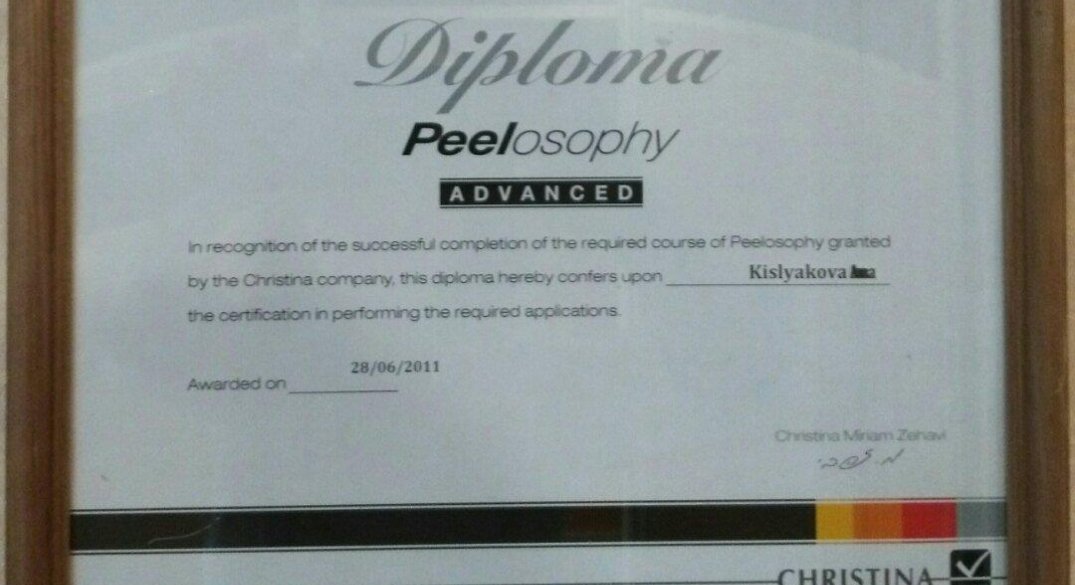 Diploma
Peelosophy
ADVANCED
In recognition of the successful completion of the required course of Peelosophy granted
by the Christina company, this diploma hereby confers upon Kislyakova
the certification in performing the required applications.
28/06/2011
Awarded on
Christina Miriam Zehavi
CHRISTINA